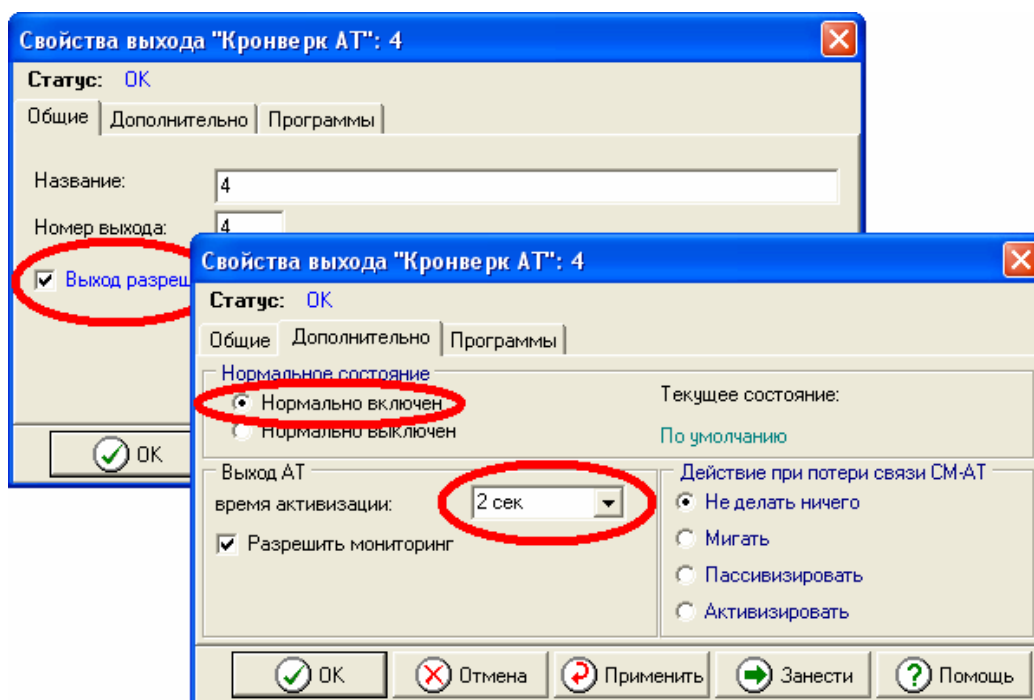 Свойства выхода "Кронверк АТ": 4
Статус: OK
Общие Дополнительно Программы
Название: 4
Номер выхода: 4
Выход
Свойства выхода "Кронверк АТ": 4
Статус: OK
Общие Дополнительно Программы
Нормальное состояние
Нормально включен
Нормально выключен
Текущее состояние:
По умолчанию
Выход АТ
время активизации: 2 сек
Разрешить мониторинг
Действие при потери связи СМ-АТ
Не делать ничего
Мигать
Пассивизировать
Активизировать
OK
OK Отмена Применить Занести Помощь